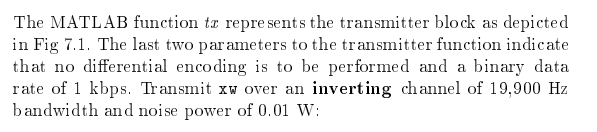 The MATLAB function tx represents the transmitter block as depicted
in Fig 7.1. The last two parameters to the transmitter function indicate
that no differential encoding is to be performed and a binary data
rate of 1 kbps. Transmit xw over an inverting channel of 19,900 Hz
bandwidth and noise power of 0.01 W: